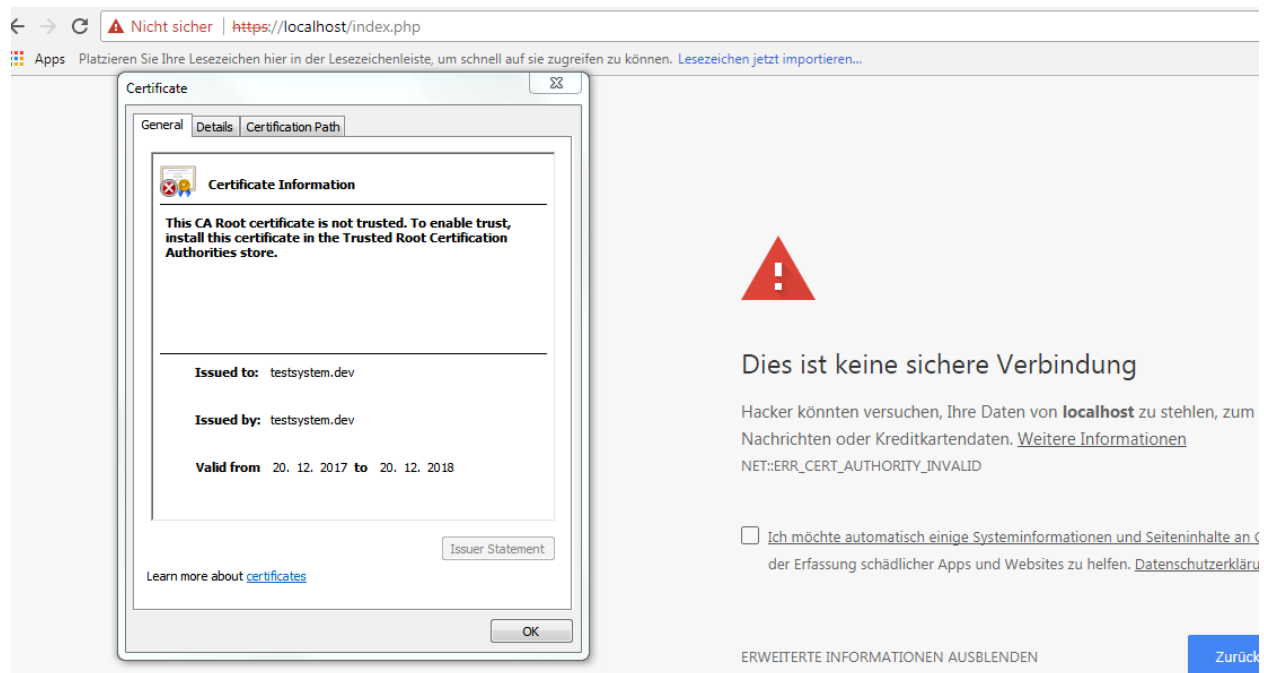 Nicht sicher | https://localhost/index.php
Apps Platzieren Sie Ihre Lesezeichen hier in der Lesezeichenleiste, um schnell auf sie zugreifen zu können. Lesezeichen jetzt importieren...
Certificate
General Details Certification Path
Certificate Information
This CA Root certificate is not trusted. To enable trust,
install this certificate in the Trusted Root Certification
Authorities store.
Issued to: testsystem.dev
Issued by: testsystem.dev
Valid from 20. 12. 2017 to 20. 12. 2018
Issuer Statement
Learn more about certificates
OK
Dies ist keine sichere Verbindung
Hacker könnten versuchen, Ihre Daten von localhost zu stehlen, zum
Nachrichten oder Kreditkartendaten. Weitere Informationen
NET::ERR_CERT_AUTHORITY_INVALID
Ich möchte automatisch einige Systeminformationen und Seiteninhalte an
der Erfassung schädlicher Apps und Websites zu helfen. Datenschutzerkläru
ERWEITERTE INFORMATIONEN AUSBLENDEN
Zurück